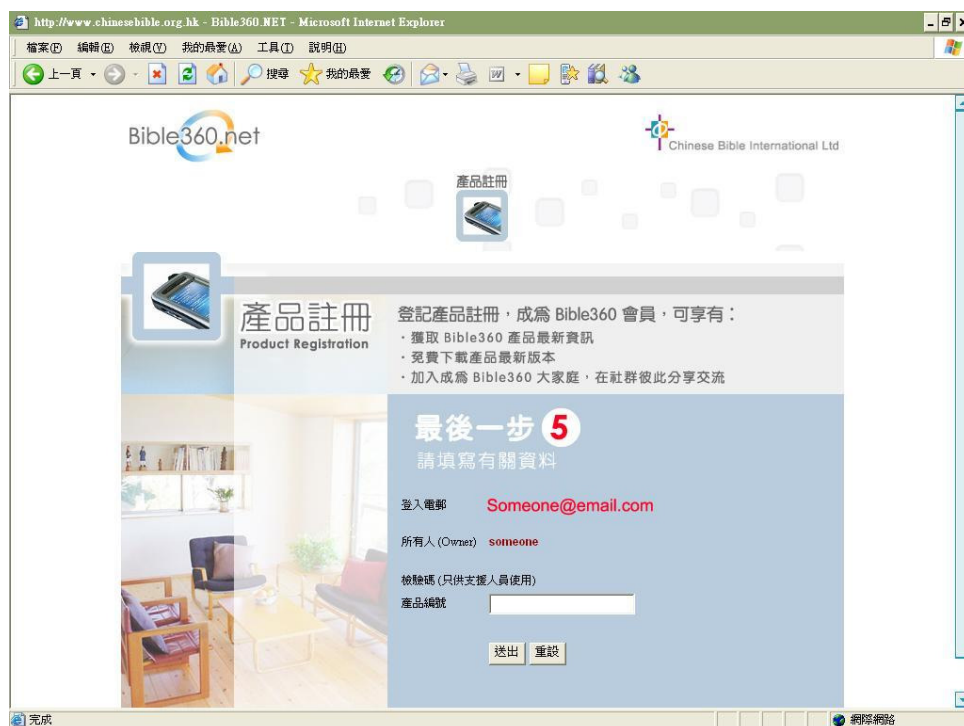 http://www.chinesebible.org.hk - Bible360.NET - Microsoft Internet Explorer
檔案(F) 編輯(E) 檢視(V) 我的最愛(A) 工具(T) 說明(H)
上一頁 搜尋 我的最愛
Bible360.net
Chinese Bible International Ltd
產品註冊
產品註冊
Product Registration
登記產品註冊，成為 Bible360 會員，可享有：
· 獲取 Bible360 產品最新資訊
· 免費下載產品最新版本
· 加入成為 Bible360 大家庭，在社群彼此分享交流
最後一步 5
請填寫有關資料
登入電郵 Someone@email.com
所有人 (Owner) someone
檢驗碼 (只供支援人員使用)
產品編號
送出 重設
完成 網際網路